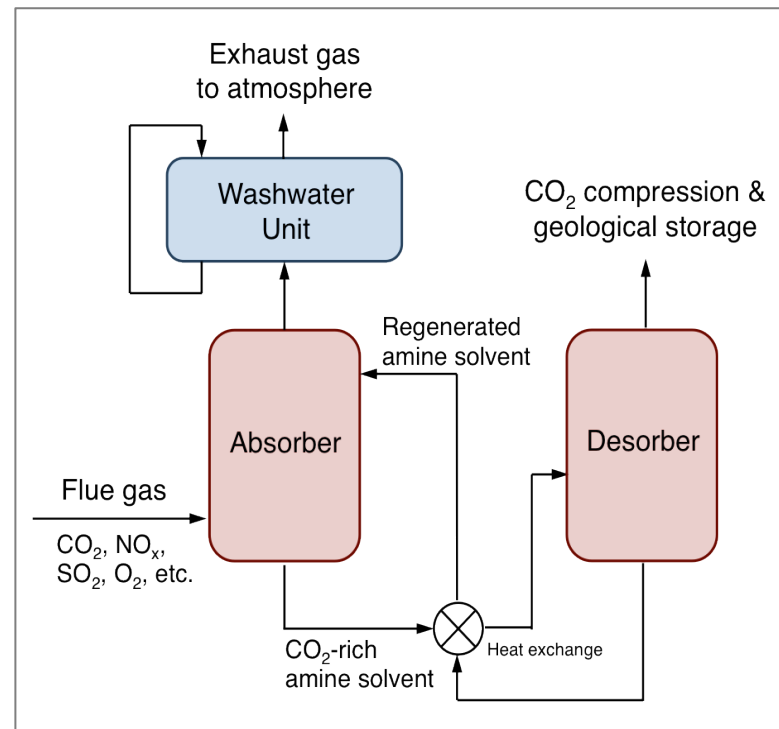 Exhaust gas
to atmosphere
Washwater
Unit
CO₂ compression &
geological storage
Regenerated
amine solvent
Absorber
Desorber
Flue gas
CO₂, NOₓ,
SO₂, O₂, etc.
CO₂-rich
amine solvent
Heat exchange